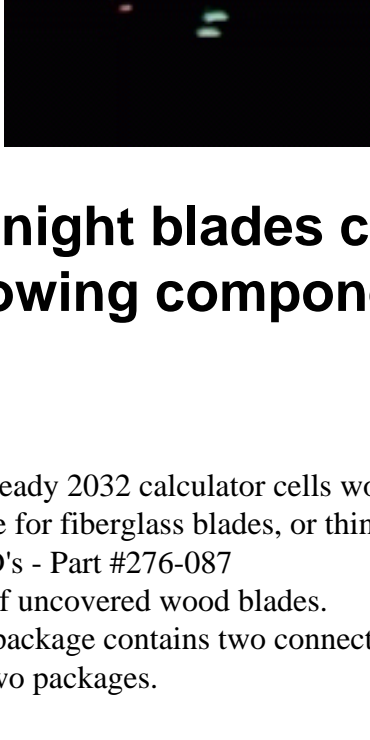 night blades c
owing compon
eady 2032 calculator cells wo
e for fiberglass blades, or thin
D's - Part #276-087
f uncovered wood blades.
package contains two connect
wo packages.